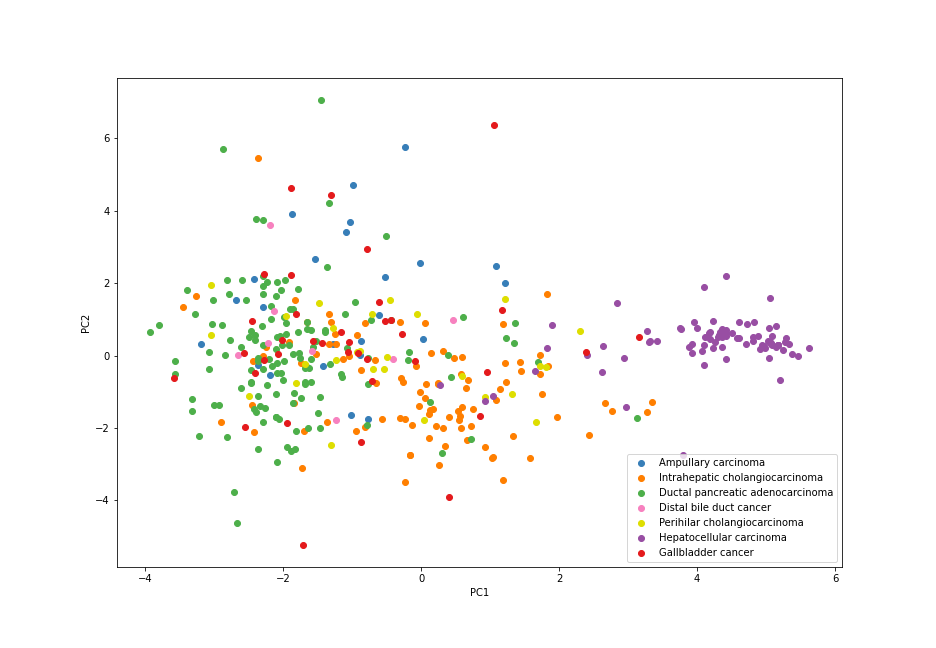 6
4
2
0
−2
−4
PC2
−4
−2
0
2
4
6
PC1
Ampullary carcinoma
Intrahepatic cholangiocarcinoma
Ductal pancreatic adenocarcinoma
Distal bile duct cancer
Perihilar cholangiocarcinoma
Hepatocellular carcinoma
Gallbladder cancer